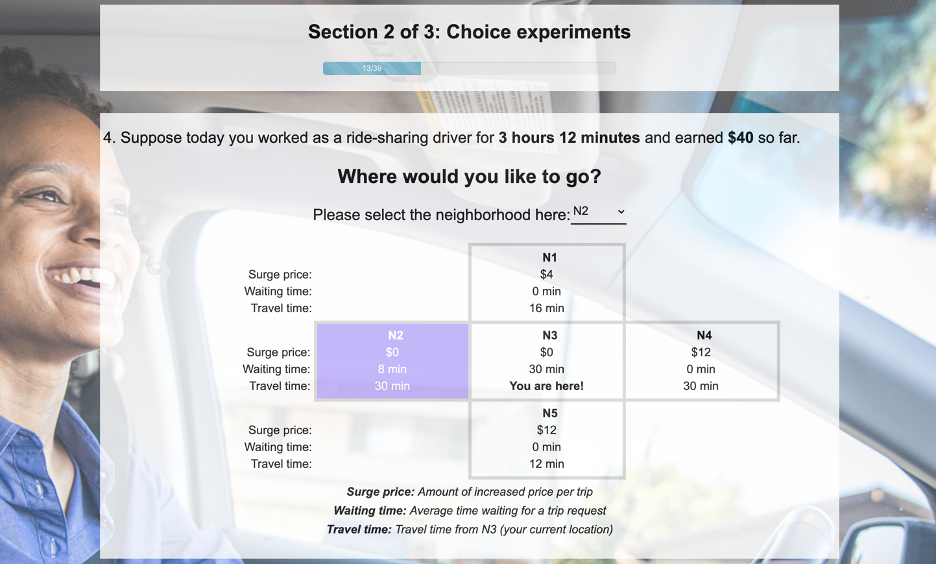 Section 2 of 3: Choice experiments
13/39
4. Suppose today you worked as a ride-sharing driver for 3 hours 12 minutes and earned $40 so far.
Where would you like to go?
Please select the neighborhood here: N2
N1
Surge price: $4
Waiting time: 0 min
Travel time: 16 min
N2 N3 N4
Surge price: $0 $0 $12
Waiting time: 8 min 30 min 0 min
Travel time: 30 min You are here! 30 min
N5
Surge price: $12
Waiting time: 0 min
Travel time: 12 min
Surge price: Amount of increased price per trip
Waiting time: Average time waiting for a trip request
Travel time: Travel time from N3 (your current location)